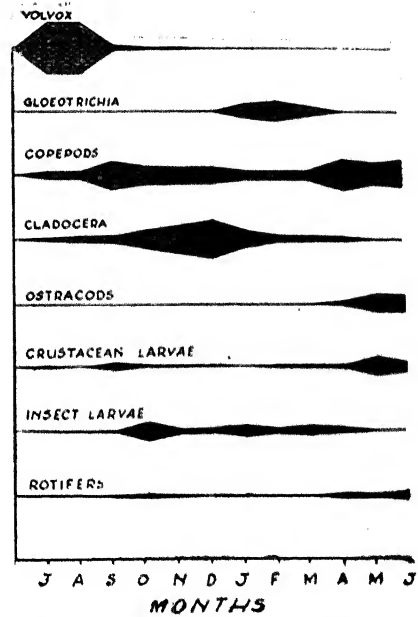 VOLVOX
GLOEOTRICHIA
COPEPODS
CLADOCERA
OSTRACODS
CRUSTACEAN LARVAE
INSECT LARVAE
ROTIFERS
J A S O N D J F M A M J
MONTHS